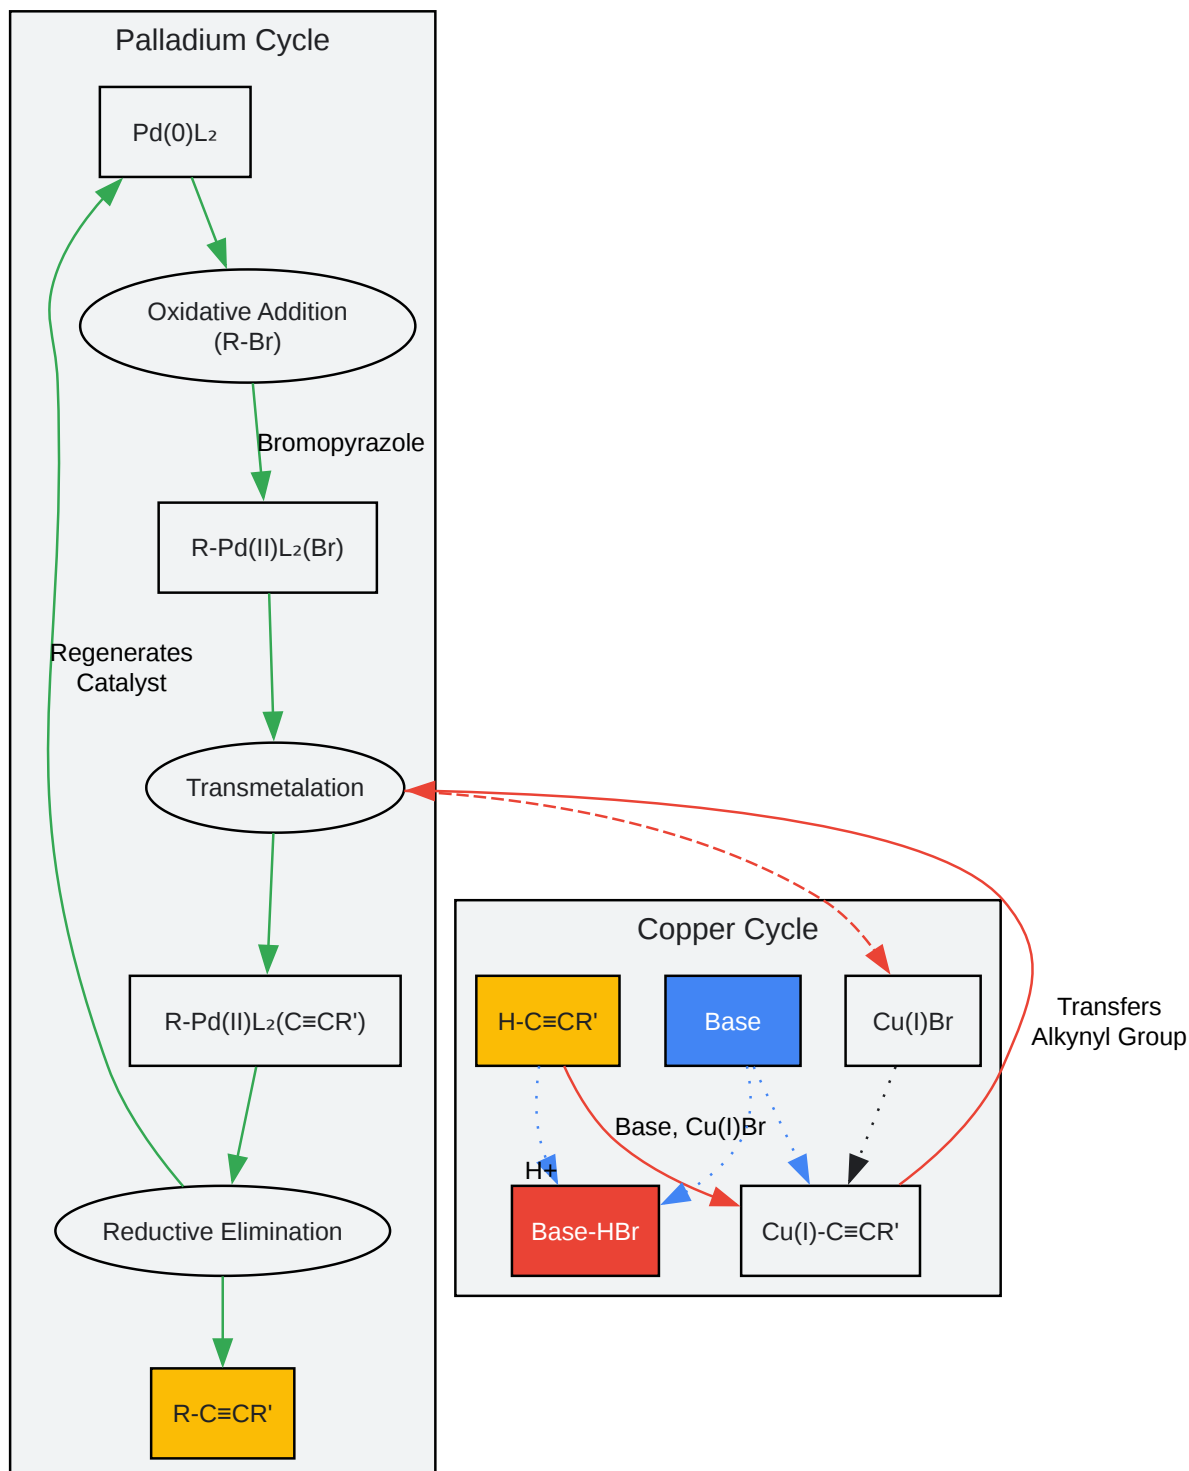 Palladium Cycle
Pd(0)L₂
Oxidative Addition
(R-Br)
Bromopyrazole
R-Pd(II)L₂(Br)
Regenerates
Catalyst
Transmetalation
R-Pd(II)L₂(C≡CR')
Reductive Elimination
R-C≡CR'
Copper Cycle
H-C≡CR'
Base
Cu(I)Br
Transfers
Alkynyl Group
Base, Cu(I)Br
H+
Base-HBr
Cu(I)-C≡CR'